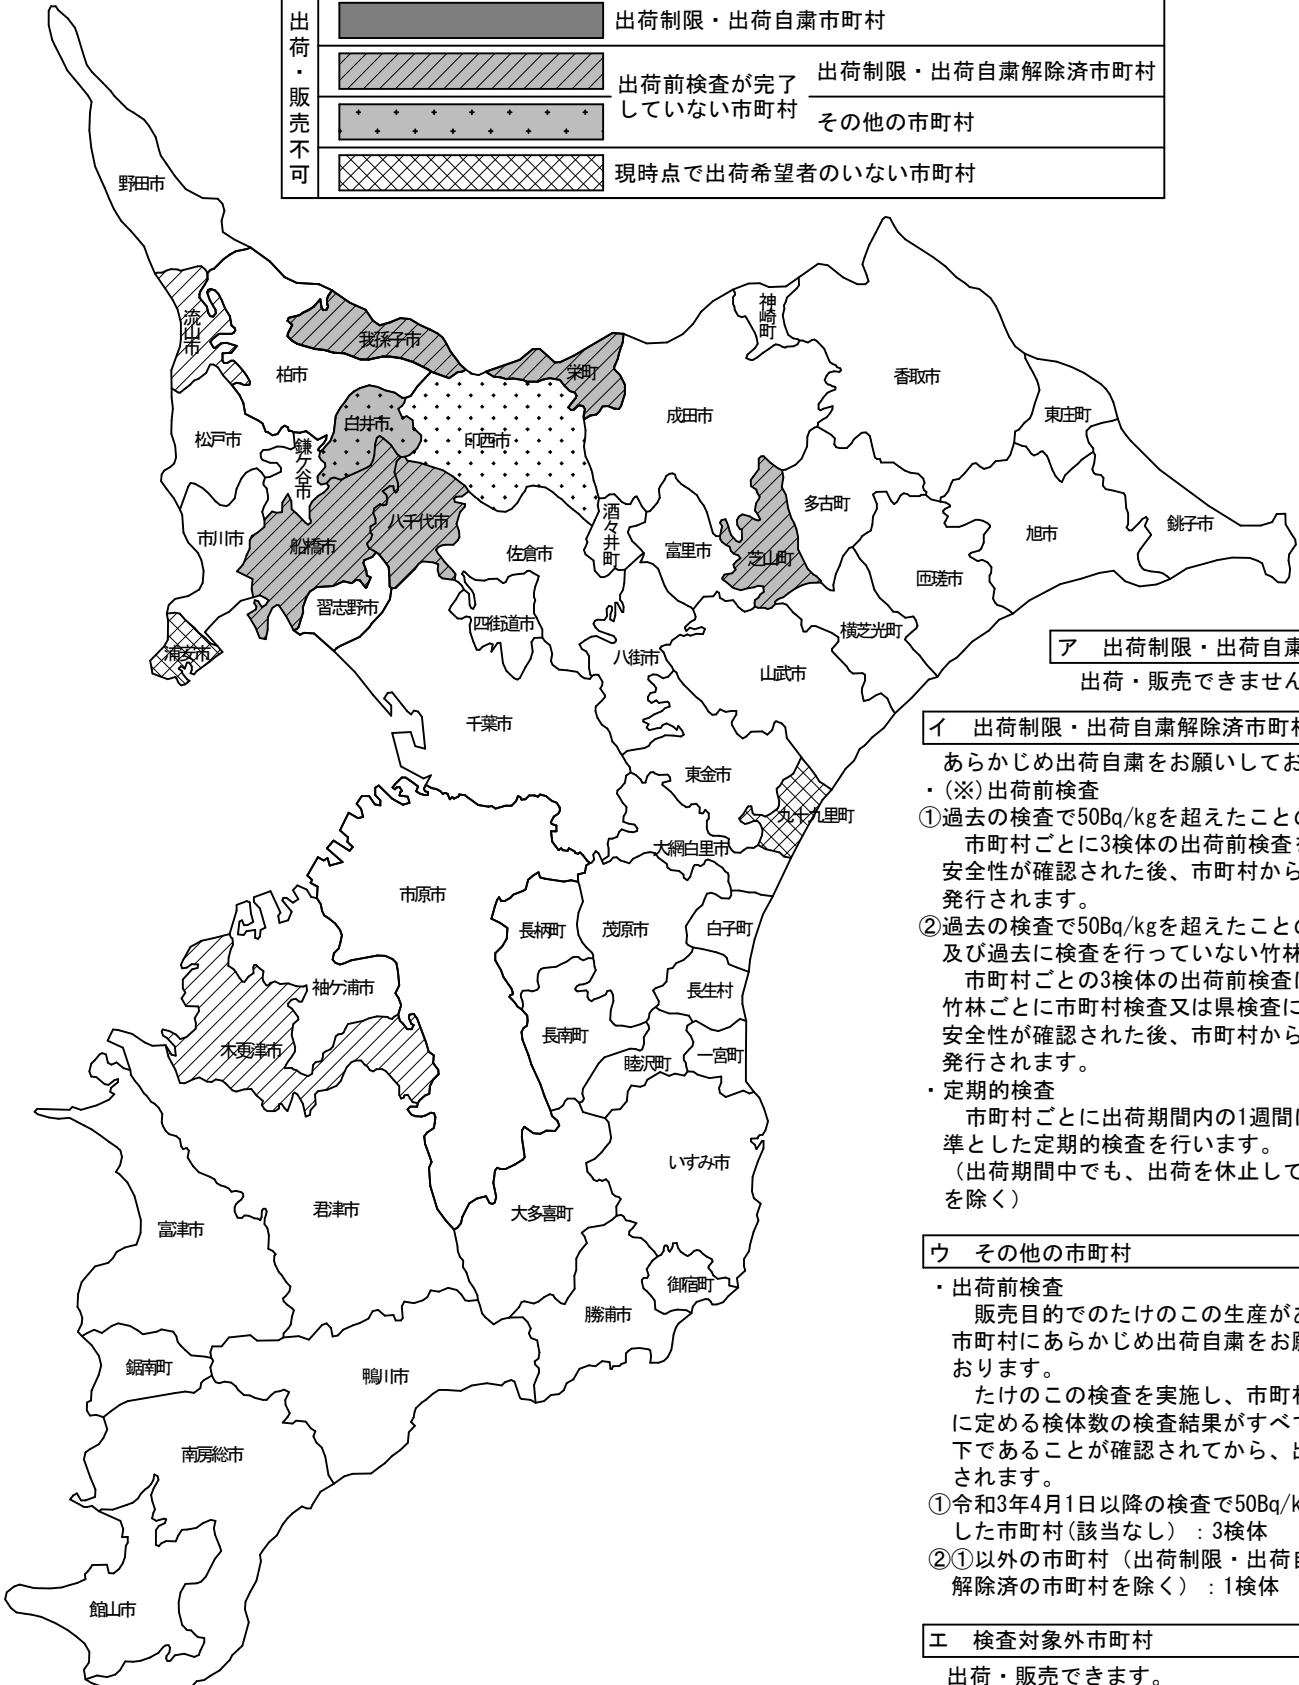 出荷・販売不可
出荷制限・出荷自粛市町村
出荷前検査が完了
していない市町村
出荷制限・出荷自粛解除済市町村
その他の市町村
現時点で出荷希望者のいない市町村
野田市
流山市
我孫子市
柏市
栄町
神崎町
香取市
成田市
東庄町
松戸市
鎌ケ谷市
白井市
印西市
多古町
市川市
船橋市
八千代市
佐倉市
酒々井町
富里市
芝山町
旭市
銚子市
匝瑳市
習志野市
四街道市
横芝光町
浦安市
八街市
山武市
千葉市
東金市
九十九里町
大網白里市
市原市
長柄町
茂原市
白子町
袖ケ浦市
長生村
木更津市
長南町
睦沢町
一宮町
いすみ市
君津市
大多喜町
富津市
御宿町
勝浦市
鋸南町
鴨川市
南房総市
館山市
ア　出荷制限・出荷自粛
出荷・販売できません
イ　出荷制限・出荷自粛解除済市町村
あらかじめ出荷自粛をお願いしてお
・(※)出荷前検査
①過去の検査で50Bq/kgを超えたことの
市町村ごとに3検体の出荷前検査を
安全性が確認された後、市町村から
発行されます。
②過去の検査で50Bq/kgを超えたことの
及び過去に検査を行っていない竹林
市町村ごとの3検体の出荷前検査に
竹林ごとに市町村検査又は県検査に
安全性が確認された後、市町村から
発行されます。
・定期的検査
市町村ごとに出荷期間内の1週間に
準とした定期的検査を行います。
（出荷期間中でも、出荷を休止して
を除く）
ウ　その他の市町村
・出荷前検査
販売目的でのたけのこの生産があ
市町村にあらかじめ出荷自粛をお願
おります。
たけのこの検査を実施し、市町村
に定める検体数の検査結果がすべて
下であることが確認されてから、出
されます。
①令和3年4月1日以降の検査で50Bq/k
した市町村(該当なし）：3検体
②①以外の市町村（出荷制限・出荷自
解除済の市町村を除く）：1検体
エ　検査対象外市町村
出荷・販売できます。